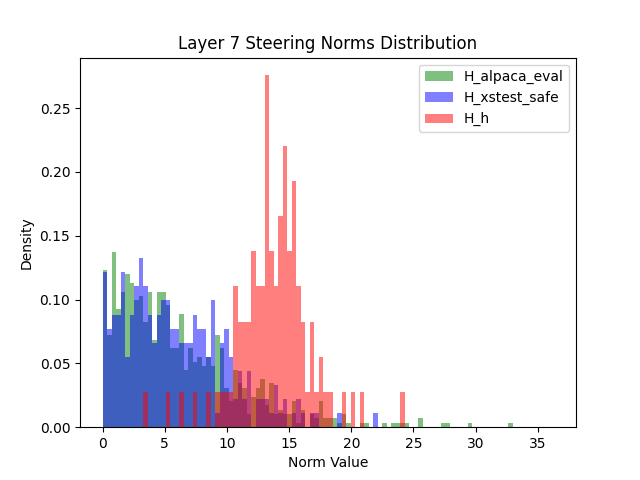 Layer 7 Steering Norms Distribution
H_alpaca_eval
H_xstest_safe
H_h
Density
0.25
0.20
0.15
0.10
0.05
0.00
0 5 10 15 20 25 30 35
Norm Value